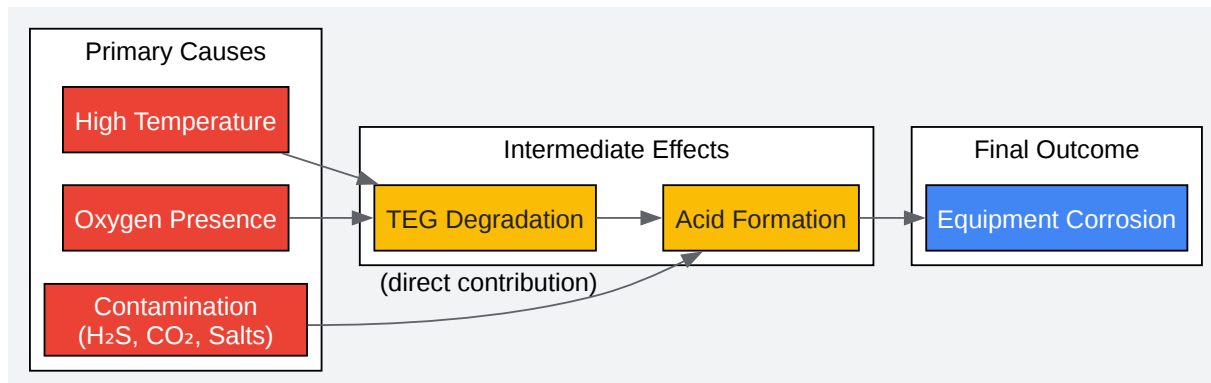 Primary Causes
High Temperature
Oxygen Presence
Contamination
(H₂S, CO₂, Salts)
Intermediate Effects
TEG Degradation
Acid Formation
(direct contribution)
Final Outcome
Equipment Corrosion